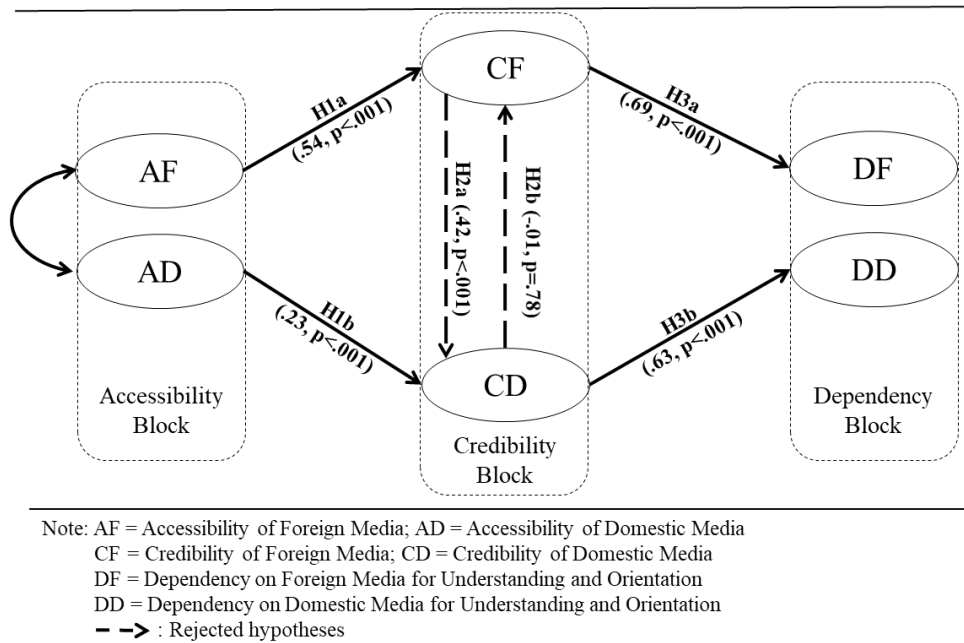 CF
H1a
(.54, p<.001)
H3a
(.69, p<.001)
AF
DF
H2a (.42, p<.001)
H2b (-.01, p=.78)
AD
DD
H1b
(.23, p<.001)
H3b
(.63, p<.001)
CD
Accessibility
Block
Credibility
Block
Dependency
Block
Note: AF = Accessibility of Foreign Media; AD = Accessibility of Domestic Media
CF = Credibility of Foreign Media; CD = Credibility of Domestic Media
DF = Dependency on Foreign Media for Understanding and Orientation
DD = Dependency on Domestic Media for Understanding and Orientation
: Rejected hypotheses